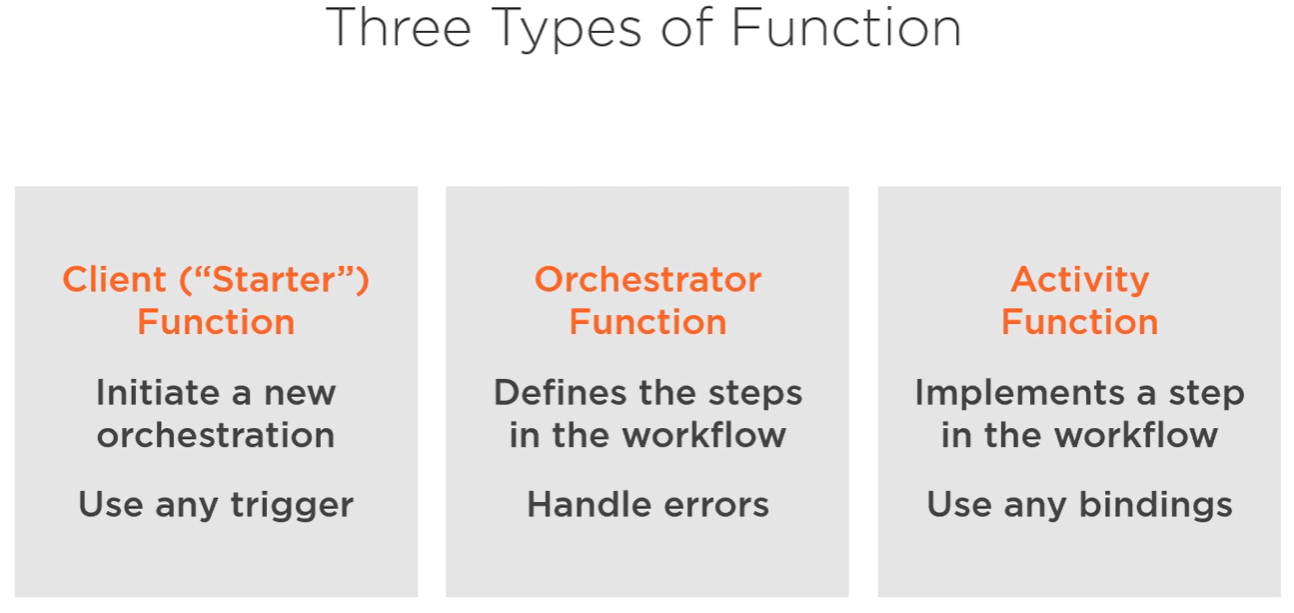 Three Types of Function
Client (“Starter”)
Function
Initiate a new
orchestration
Use any trigger
Orchestrator
Function
Defines the steps
in the workflow
Handle errors
Activity
Function
Implements a step
in the workflow
Use any bindings